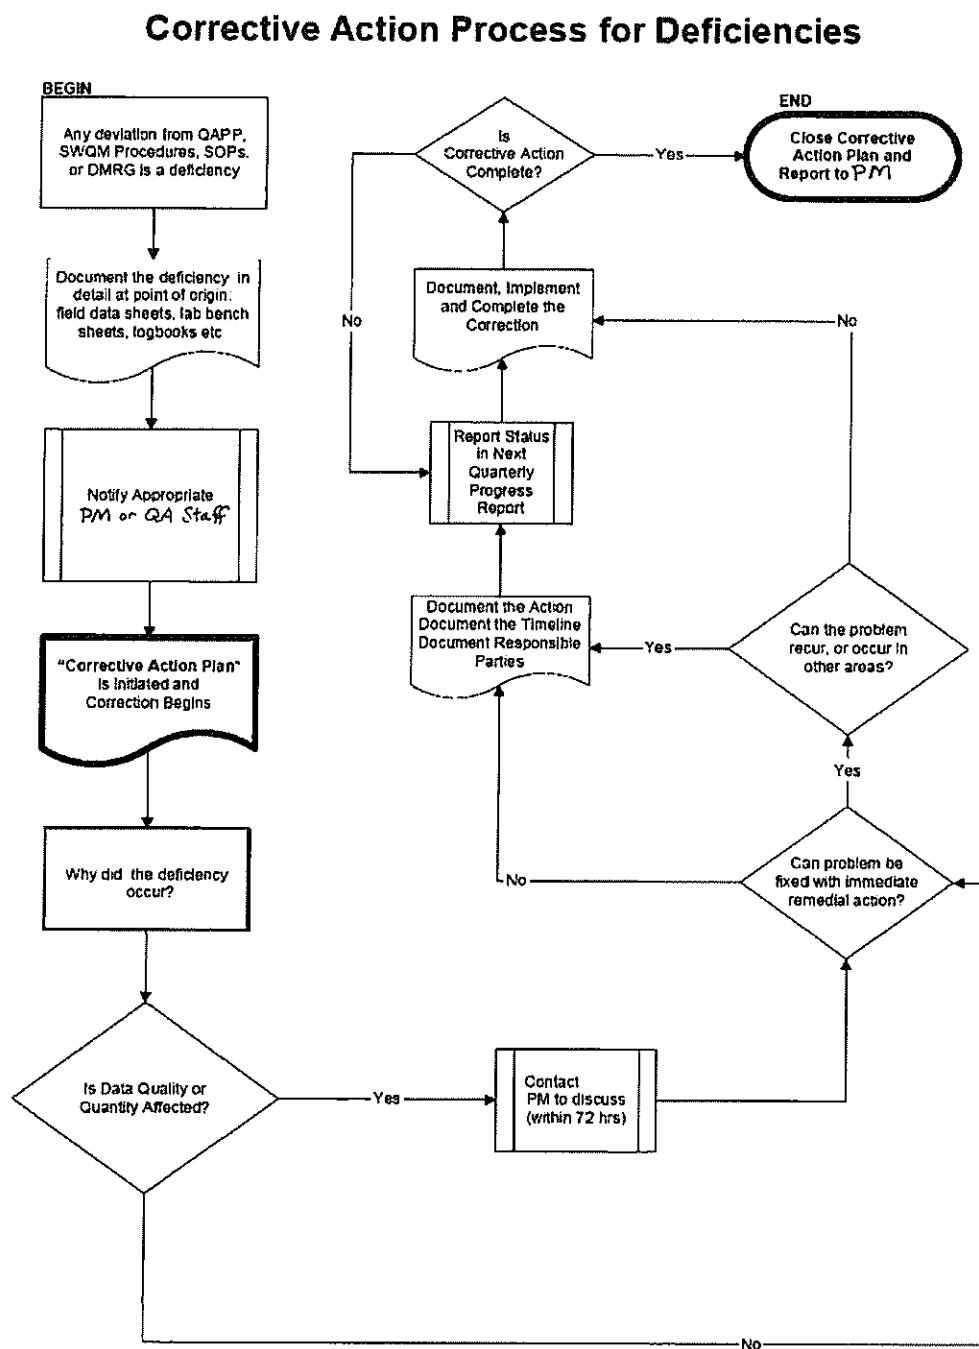 Corrective Action Process for Deficiencies
BEGIN
Any deviation from QAPP,
SWQM Procedures, SOPs.
or DMRG is a deficiency
Document the deficiency in
detail at point of origin:
field data sheets, lab bench
sheets, logbooks etc
Notify Appropriate
PM or QA Staff
"Corrective Action Plan"
is Initiated and
Correction Begins
Why did the deficiency
occur?
Is Data Quality or
Quantity Affected?
Yes
Contact
PM to discuss
(within 72 hrs)
No
Can problem be
fixed with immediate
remedial action?
No
Yes
Can the problem
recur, or occur in
other areas?
Yes
No
Document the Action
Document the Timeline
Document Responsible
Parties
Report Status
in Next
Quarterly
Progress
Report
Document, Implement
and Complete the
Correction
Is
Corrective Action
Complete?
No
Yes
END
Close Corrective
Action Plan and
Report to PM